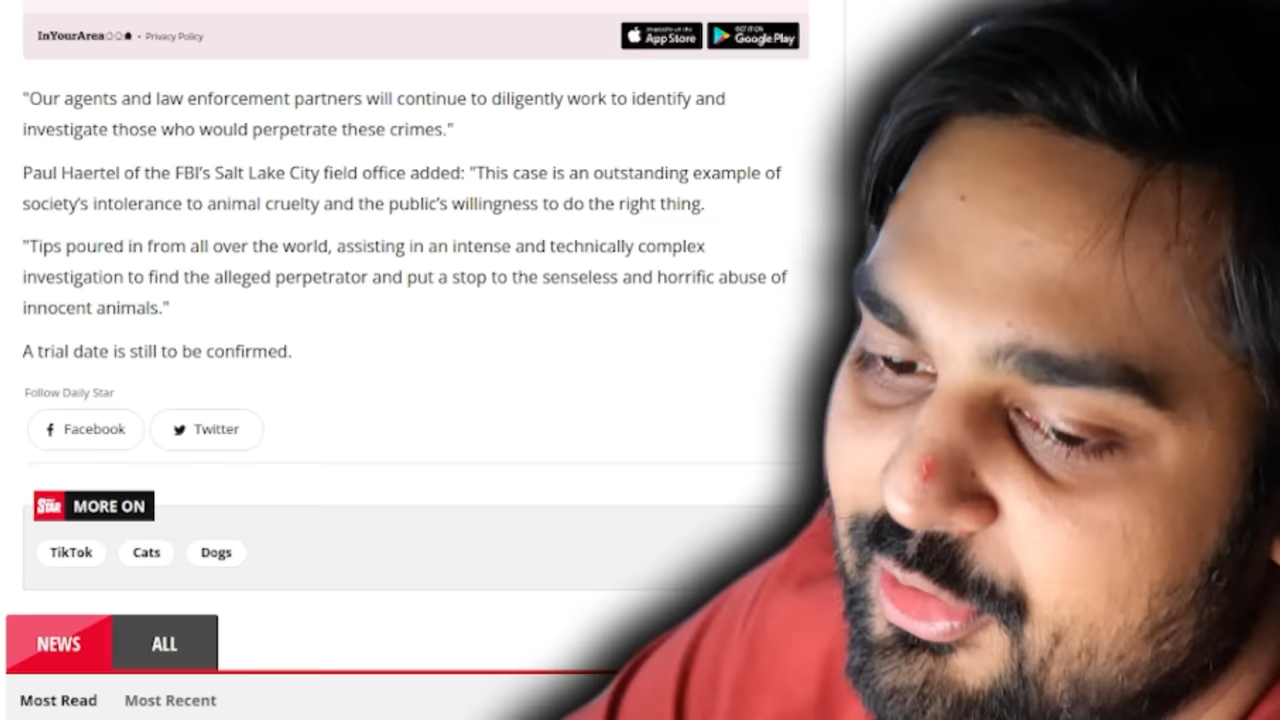 InYourArea • Privacy Policy
App Store
GET IT ON
Google Play
"Our agents and law enforcement partners will continue to diligently work to identify and
investigate those who would perpetrate these crimes."
Paul Haertel of the FBI's Salt Lake City field office added: "This case is an outstanding example of
society's intolerance to animal cruelty and the public's willingness to do the right thing.
"Tips poured in from all over the world, assisting in an intense and technically complex
investigation to find the alleged perpetrator and put a stop to the senseless and horrific abuse of
innocent animals."
A trial date is still to be confirmed.
Follow Daily Star
Facebook Twitter
STAR MORE ON
TikTok Cats Dogs
NEWS ALL
Most Read Most Recent